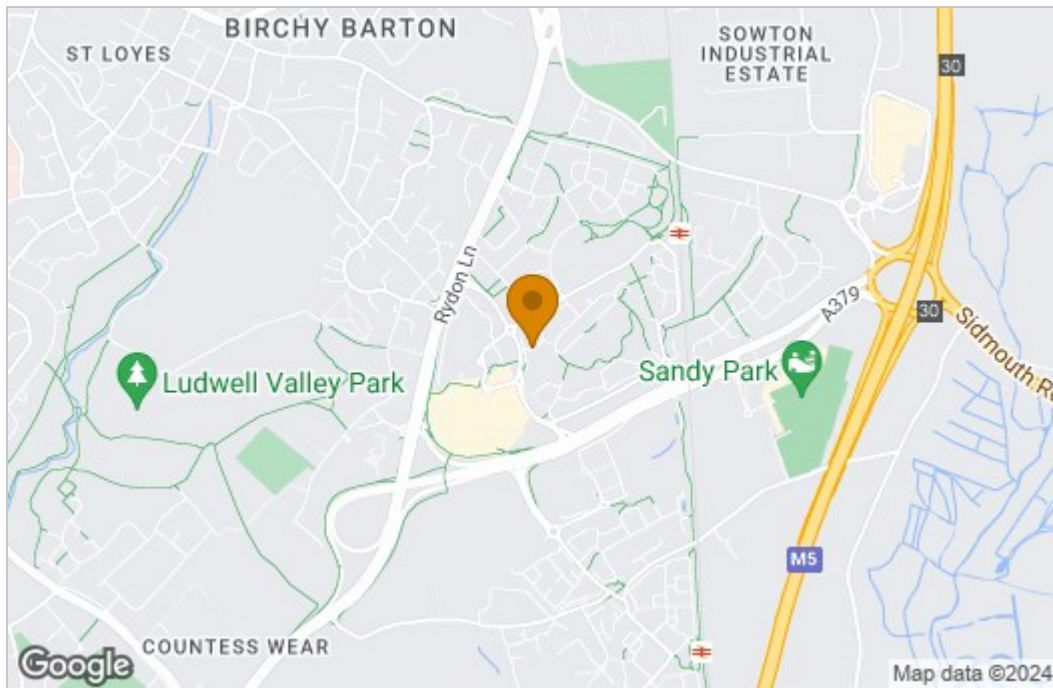 BIRCHY BARTON
ST LOYES
SOWTON
INDUSTRIAL
ESTATE
30
Rydon Ln
A379
30
Sidmouth Rd
Sandy Park
Ludwell Valley Park
M5
COUNTESS WEAR
Google
Map data ©2024